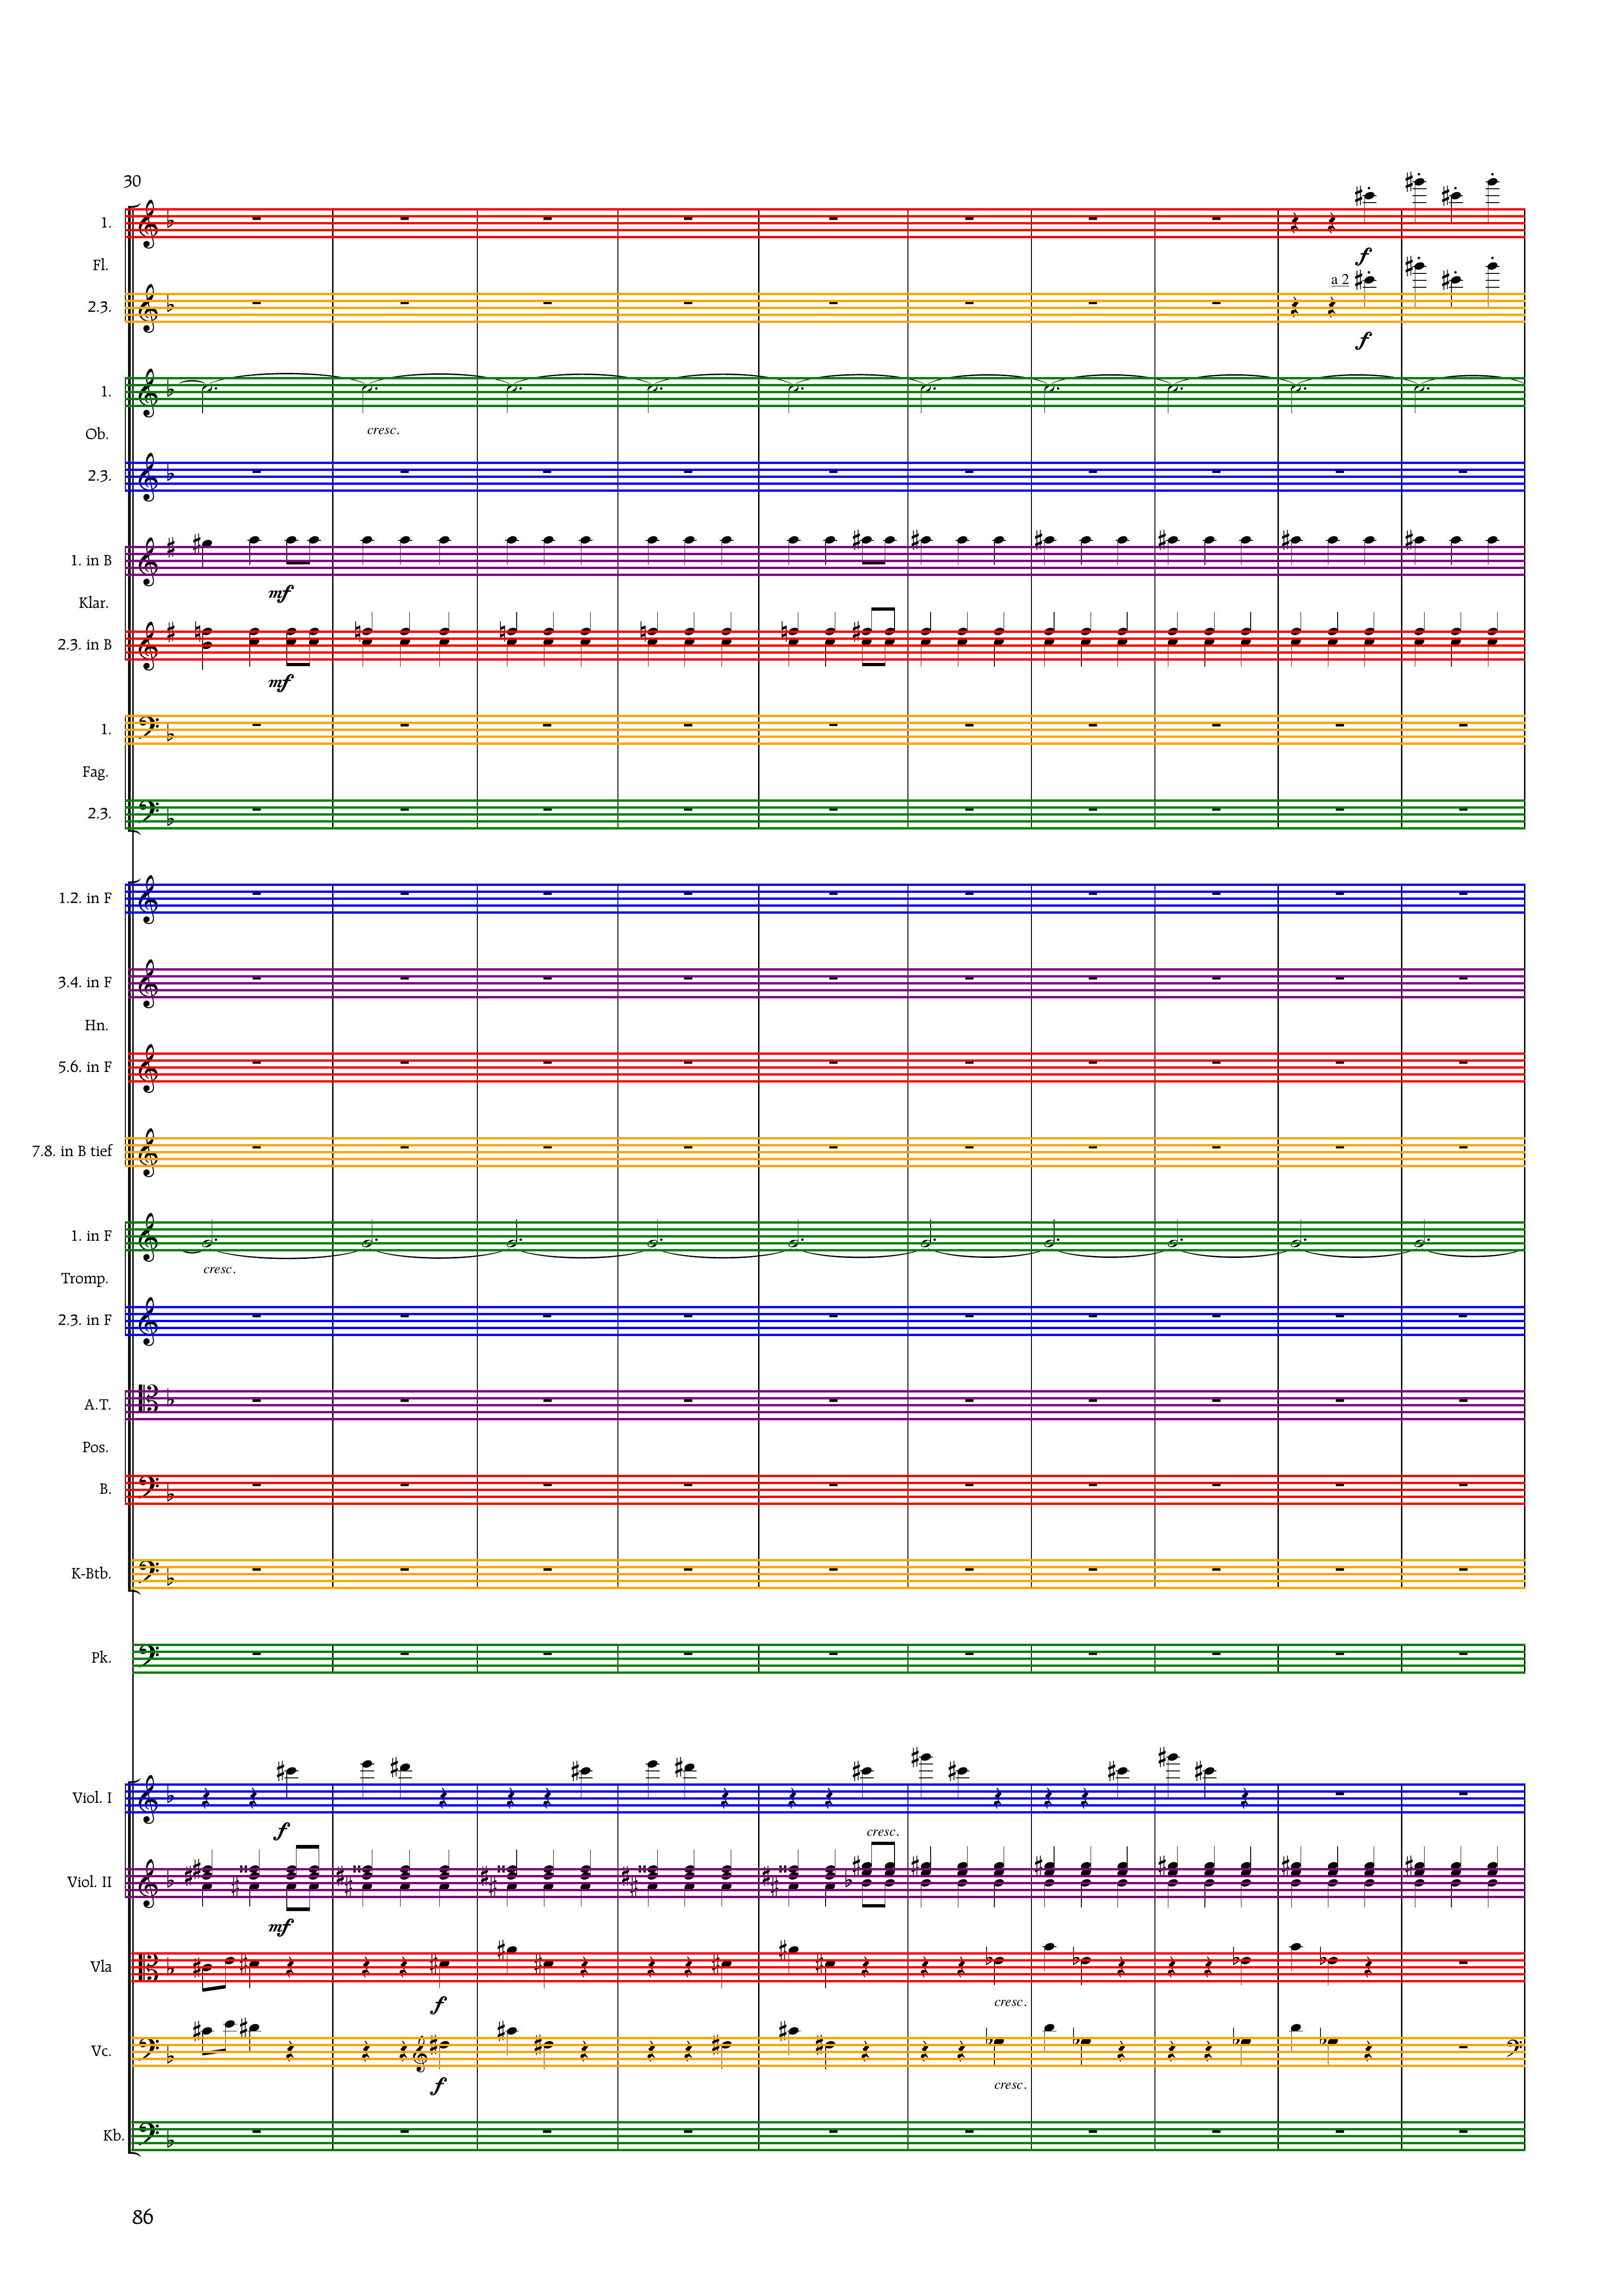 30
1.
Fl.
f
a 2
2.3.
f
1.
cresc.
Ob.
2.3.
1. in B
mf
Klar.
2.3. in B
mf
1.
Fag.
2.3.
1.2. in F
3.4. in F
Hn.
5.6. in F
7.8. in B tief
1. in F
cresc.
Tromp.
2.3. in F
A.T.
Pos.
B.
K-Btb.
Pk.
Viol. I
f
cresc.
Viol. II
mf
Vla
f cresc.
Vc.
f cresc.
Kb.
86